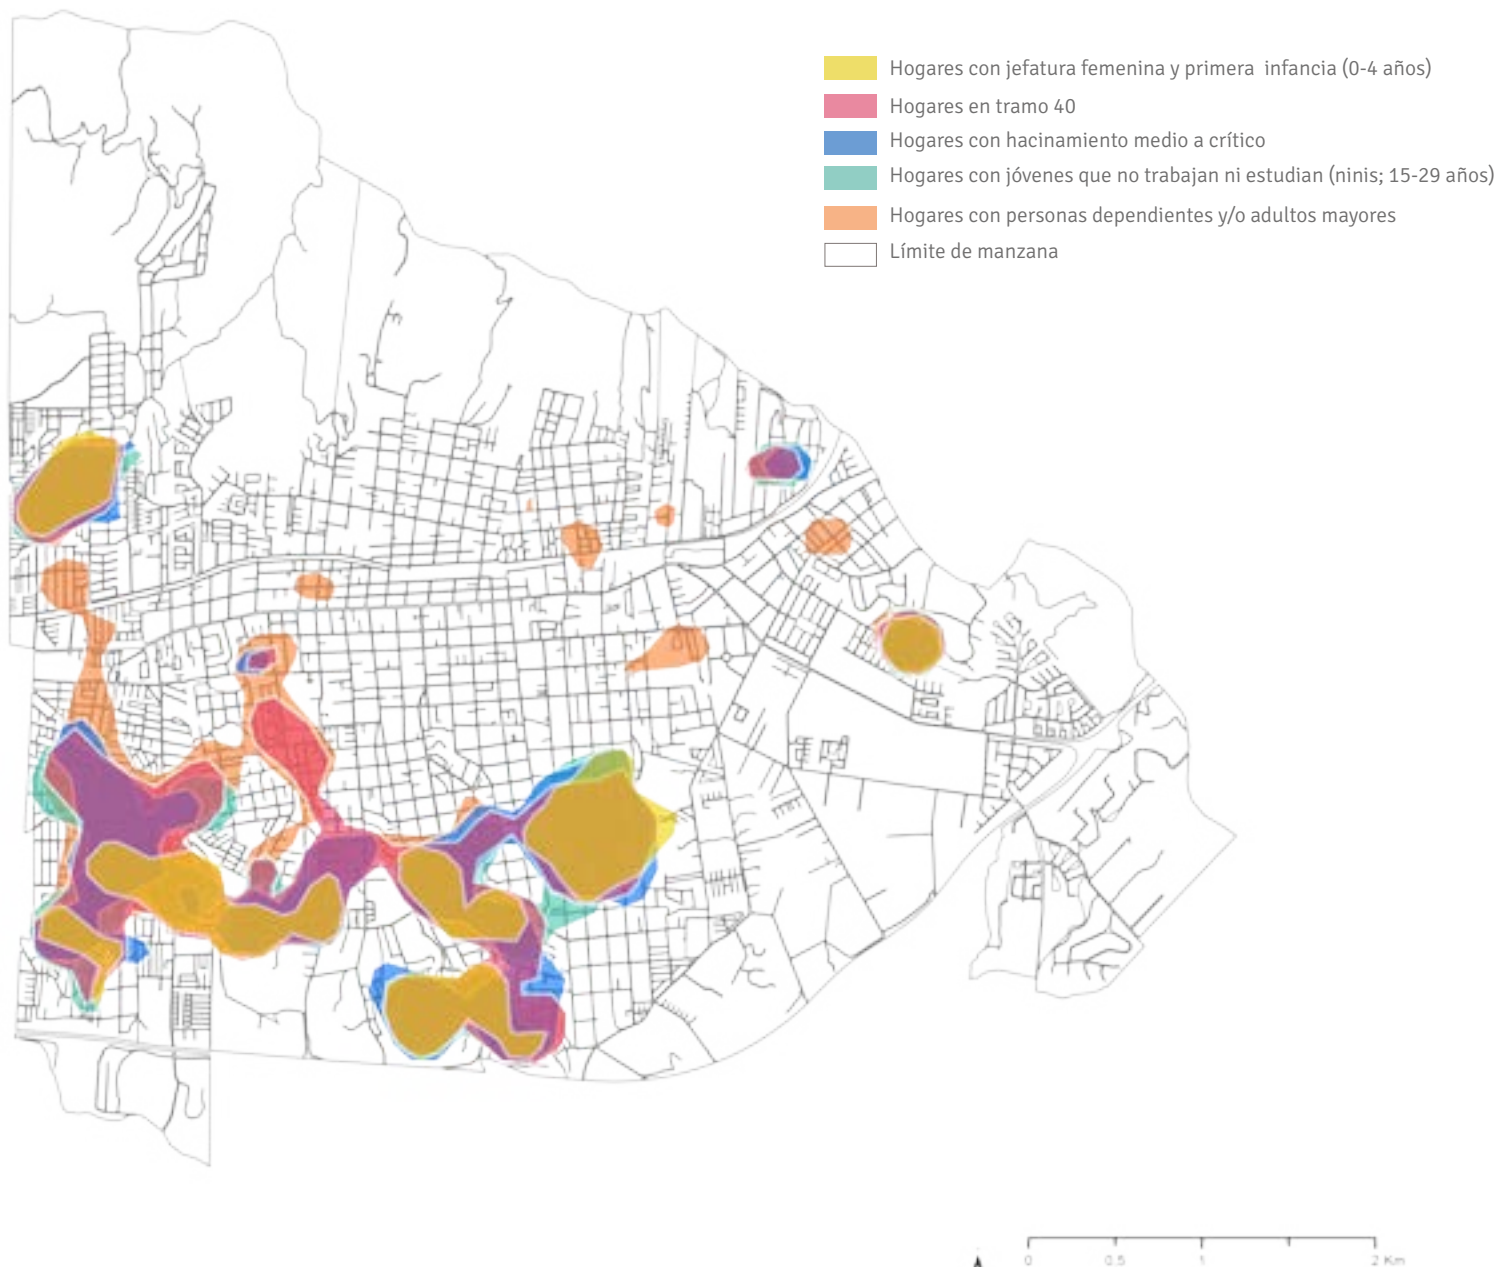 Hogares con jefatura femenina y primera infancia (0-4 años)
Hogares en tramo 40
Hogares con hacinamiento medio a crítico
Hogares con jóvenes que no trabajan ni estudian (ninis; 15-29 años)
Hogares con personas dependientes y/o adultos mayores
Límite de manzana
0 0.5 1 2 Km